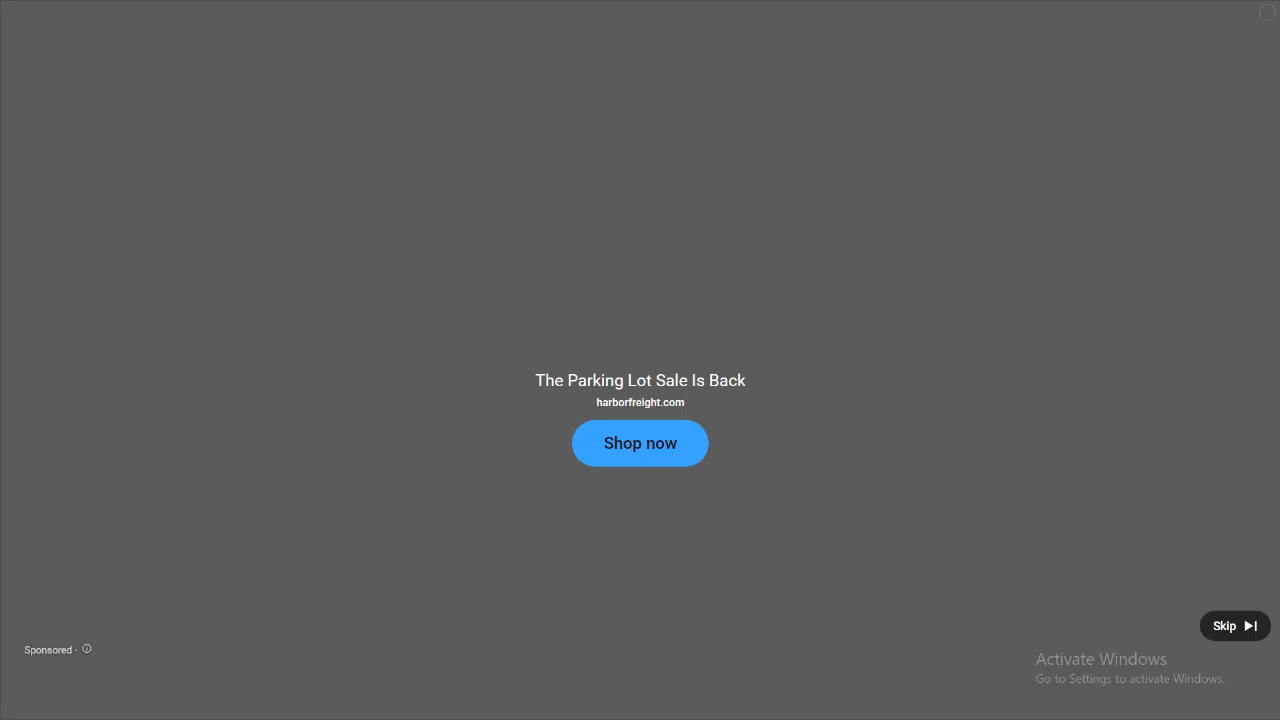 The Parking Lot Sale Is Back
harborfreight.com
Shop now
Skip
Sponsored ·
Activate Windows
Go to Settings to activate Windows.